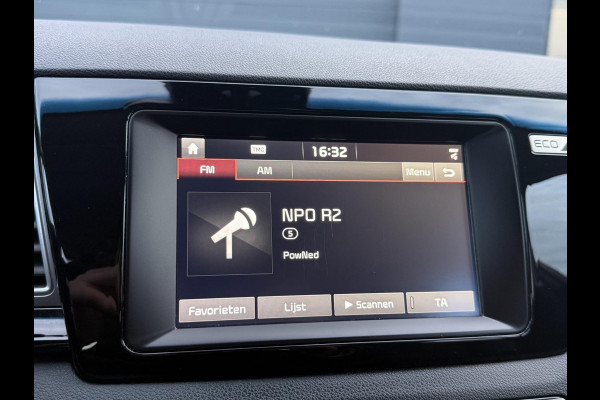 TMC 16:32
FM AM Menu
NPO R2
5
PowNed
Favorieten Lijst Scannen TA
ECO